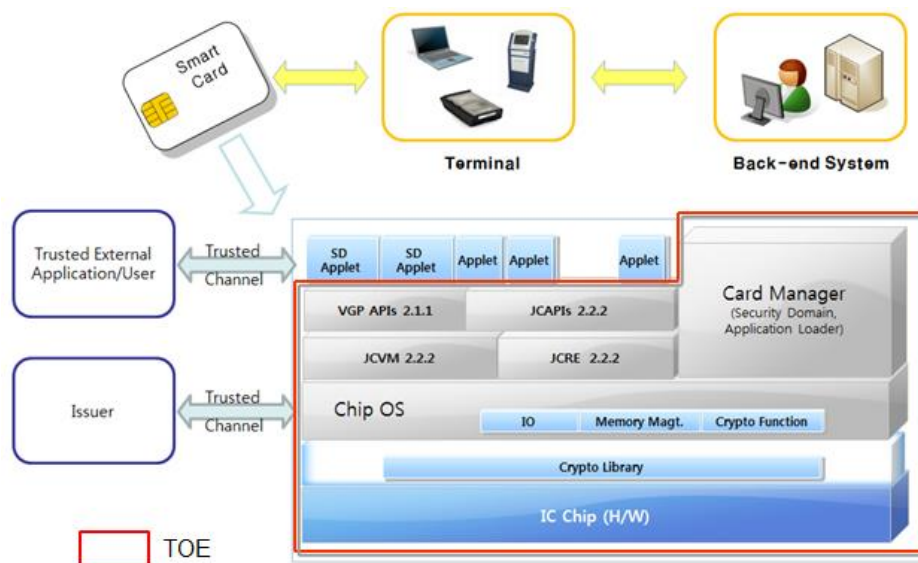 Smart
Card
Terminal
Back-end System
Trusted External
Application/User
Trusted
Channel
SD
Applet
SD
Applet
Applet
Applet
Applet
Card Manager
(Security Domain,
Application Loader)
VGP APIs 2.1.1
JCAPIs 2.2.2
JCVM 2.2.2
JCRE 2.2.2
Issuer
Trusted
Channel
Chip OS
IO
Memory Magt.
Crypto Function
Crypto Library
IC Chip (H/W)
TOE